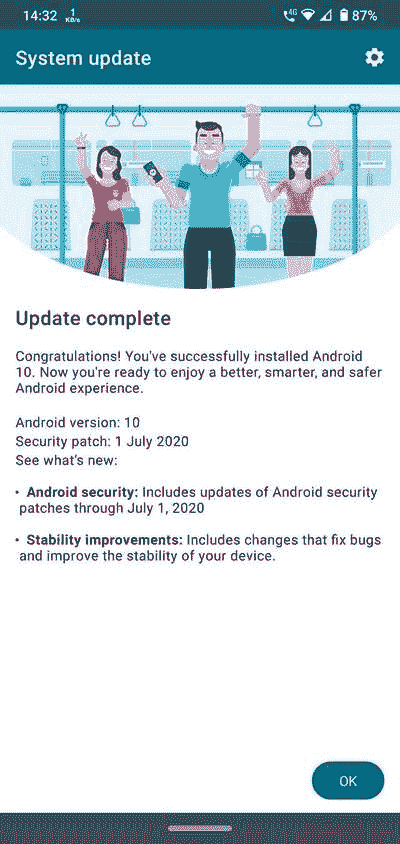 14:32 1 KB/s 4G 87%
System update
Update complete
Congratulations! You've successfully installed Android
10. Now you're ready to enjoy a better, smarter, and safer
Android experience.
Android version: 10
Security patch: 1 July 2020
See what's new:
• Android security: Includes updates of Android security
patches through July 1, 2020
• Stability improvements: Includes changes that fix bugs
and improve the stability of your device.
OK